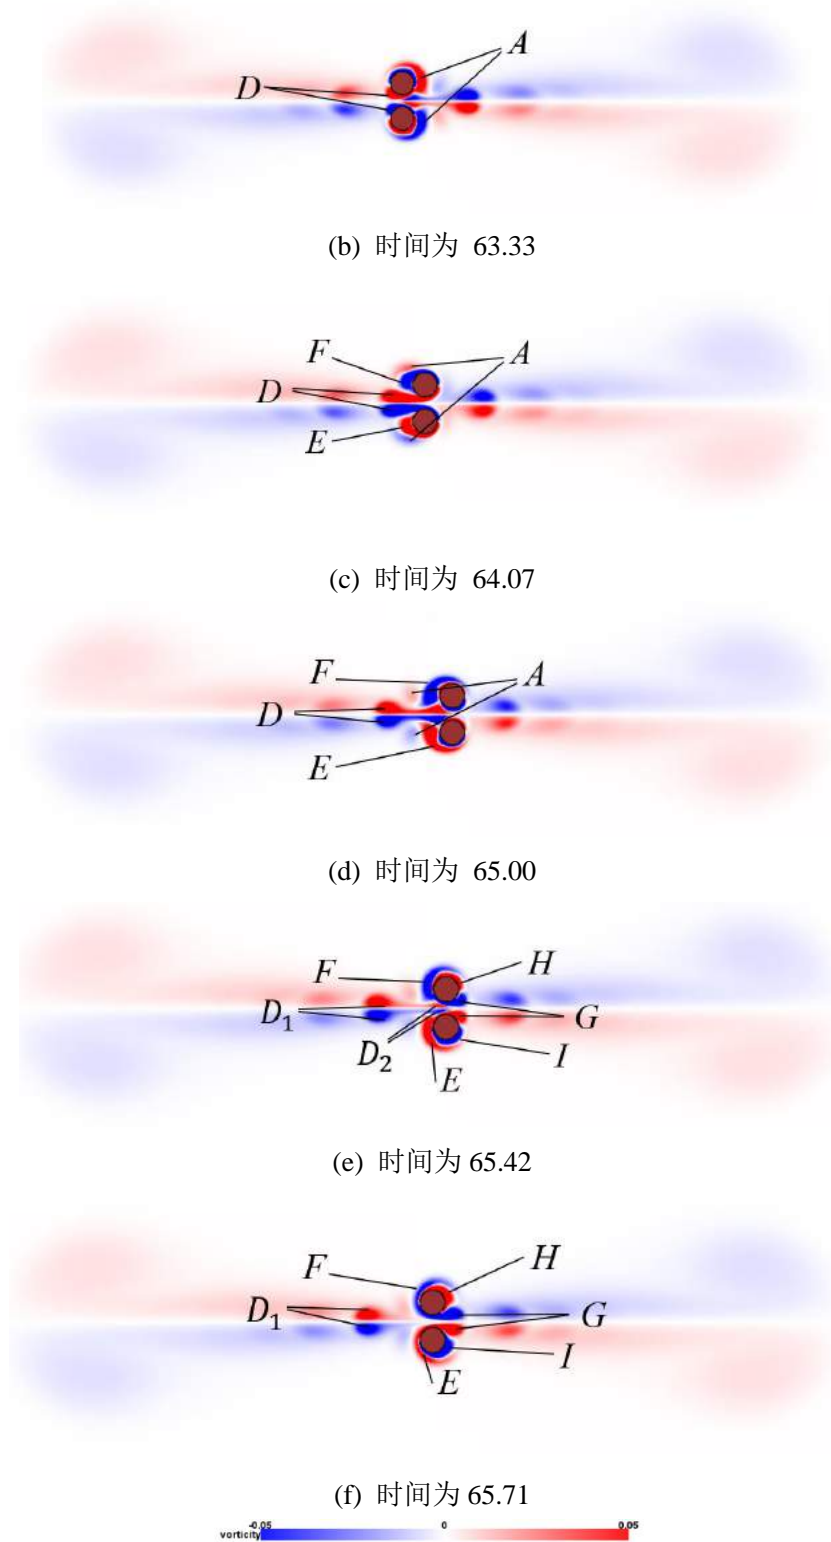 A
D
(b) 时间为 63.33
F
A
D
E
(c) 时间为 64.07
F
A
D
E
(d) 时间为 65.00
F
H
D₁
G
D₂
I
E
(e) 时间为 65.42
F
H
D₁
G
I
E
(f) 时间为 65.71
-0.05 0 0.05
vorticity